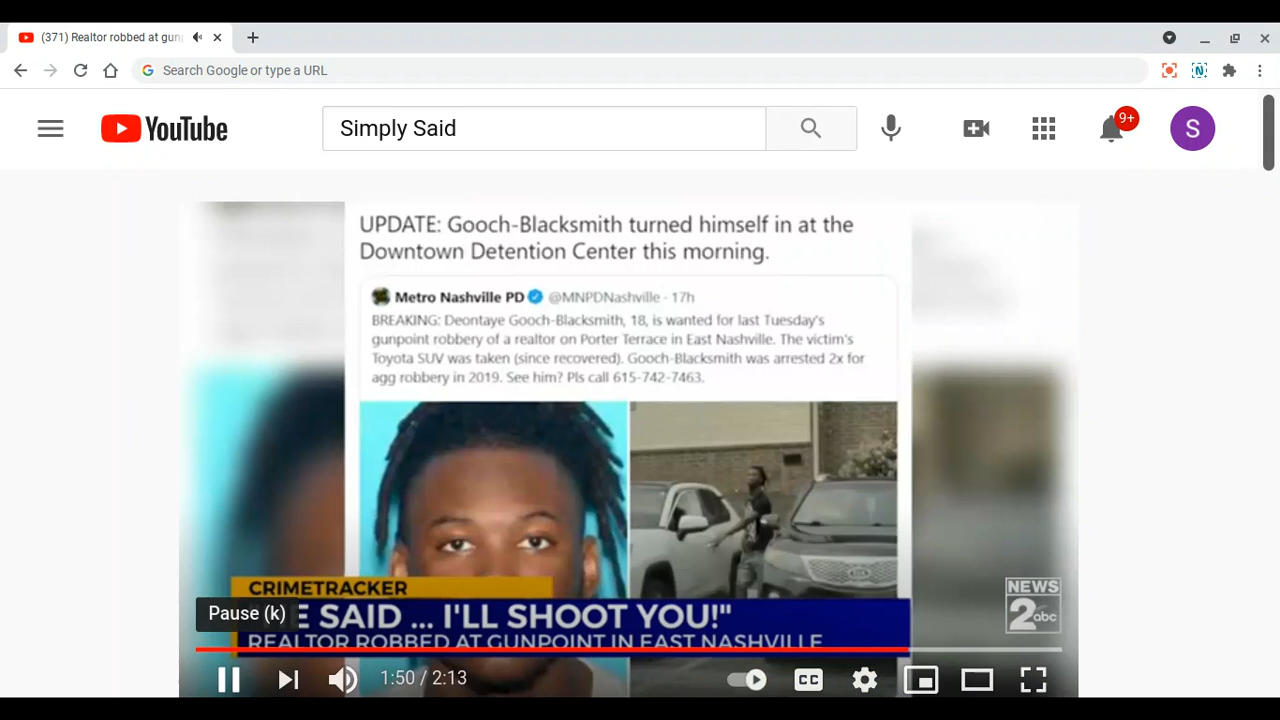 (371) Realtor robbed at gun
Search Google or type a URL
YouTube
Simply Said
9+
S
UPDATE: Gooch-Blacksmith turned himself in at the
Downtown Detention Center this morning.
Metro Nashville PD @MNPDNashville · 17h
BREAKING: Deontaye Gooch-Blacksmith, 18, is wanted for last Tuesday's
gunpoint robbery of a realtor on Porter Terrace in East Nashville. The victim's
Toyota SUV was taken (since recovered). Gooch-Blacksmith was arrested 2x for
agg robbery in 2019. See him? Pls call 615-742-7463.
CRIMETRACKER
Pause (k)
E SAID ... I'LL SHOOT YOU!"
REALTOR ROBBED AT GUNPOINT IN EAST NASHVILLE
NEWS
2 abc
1:50 / 2:13
CC